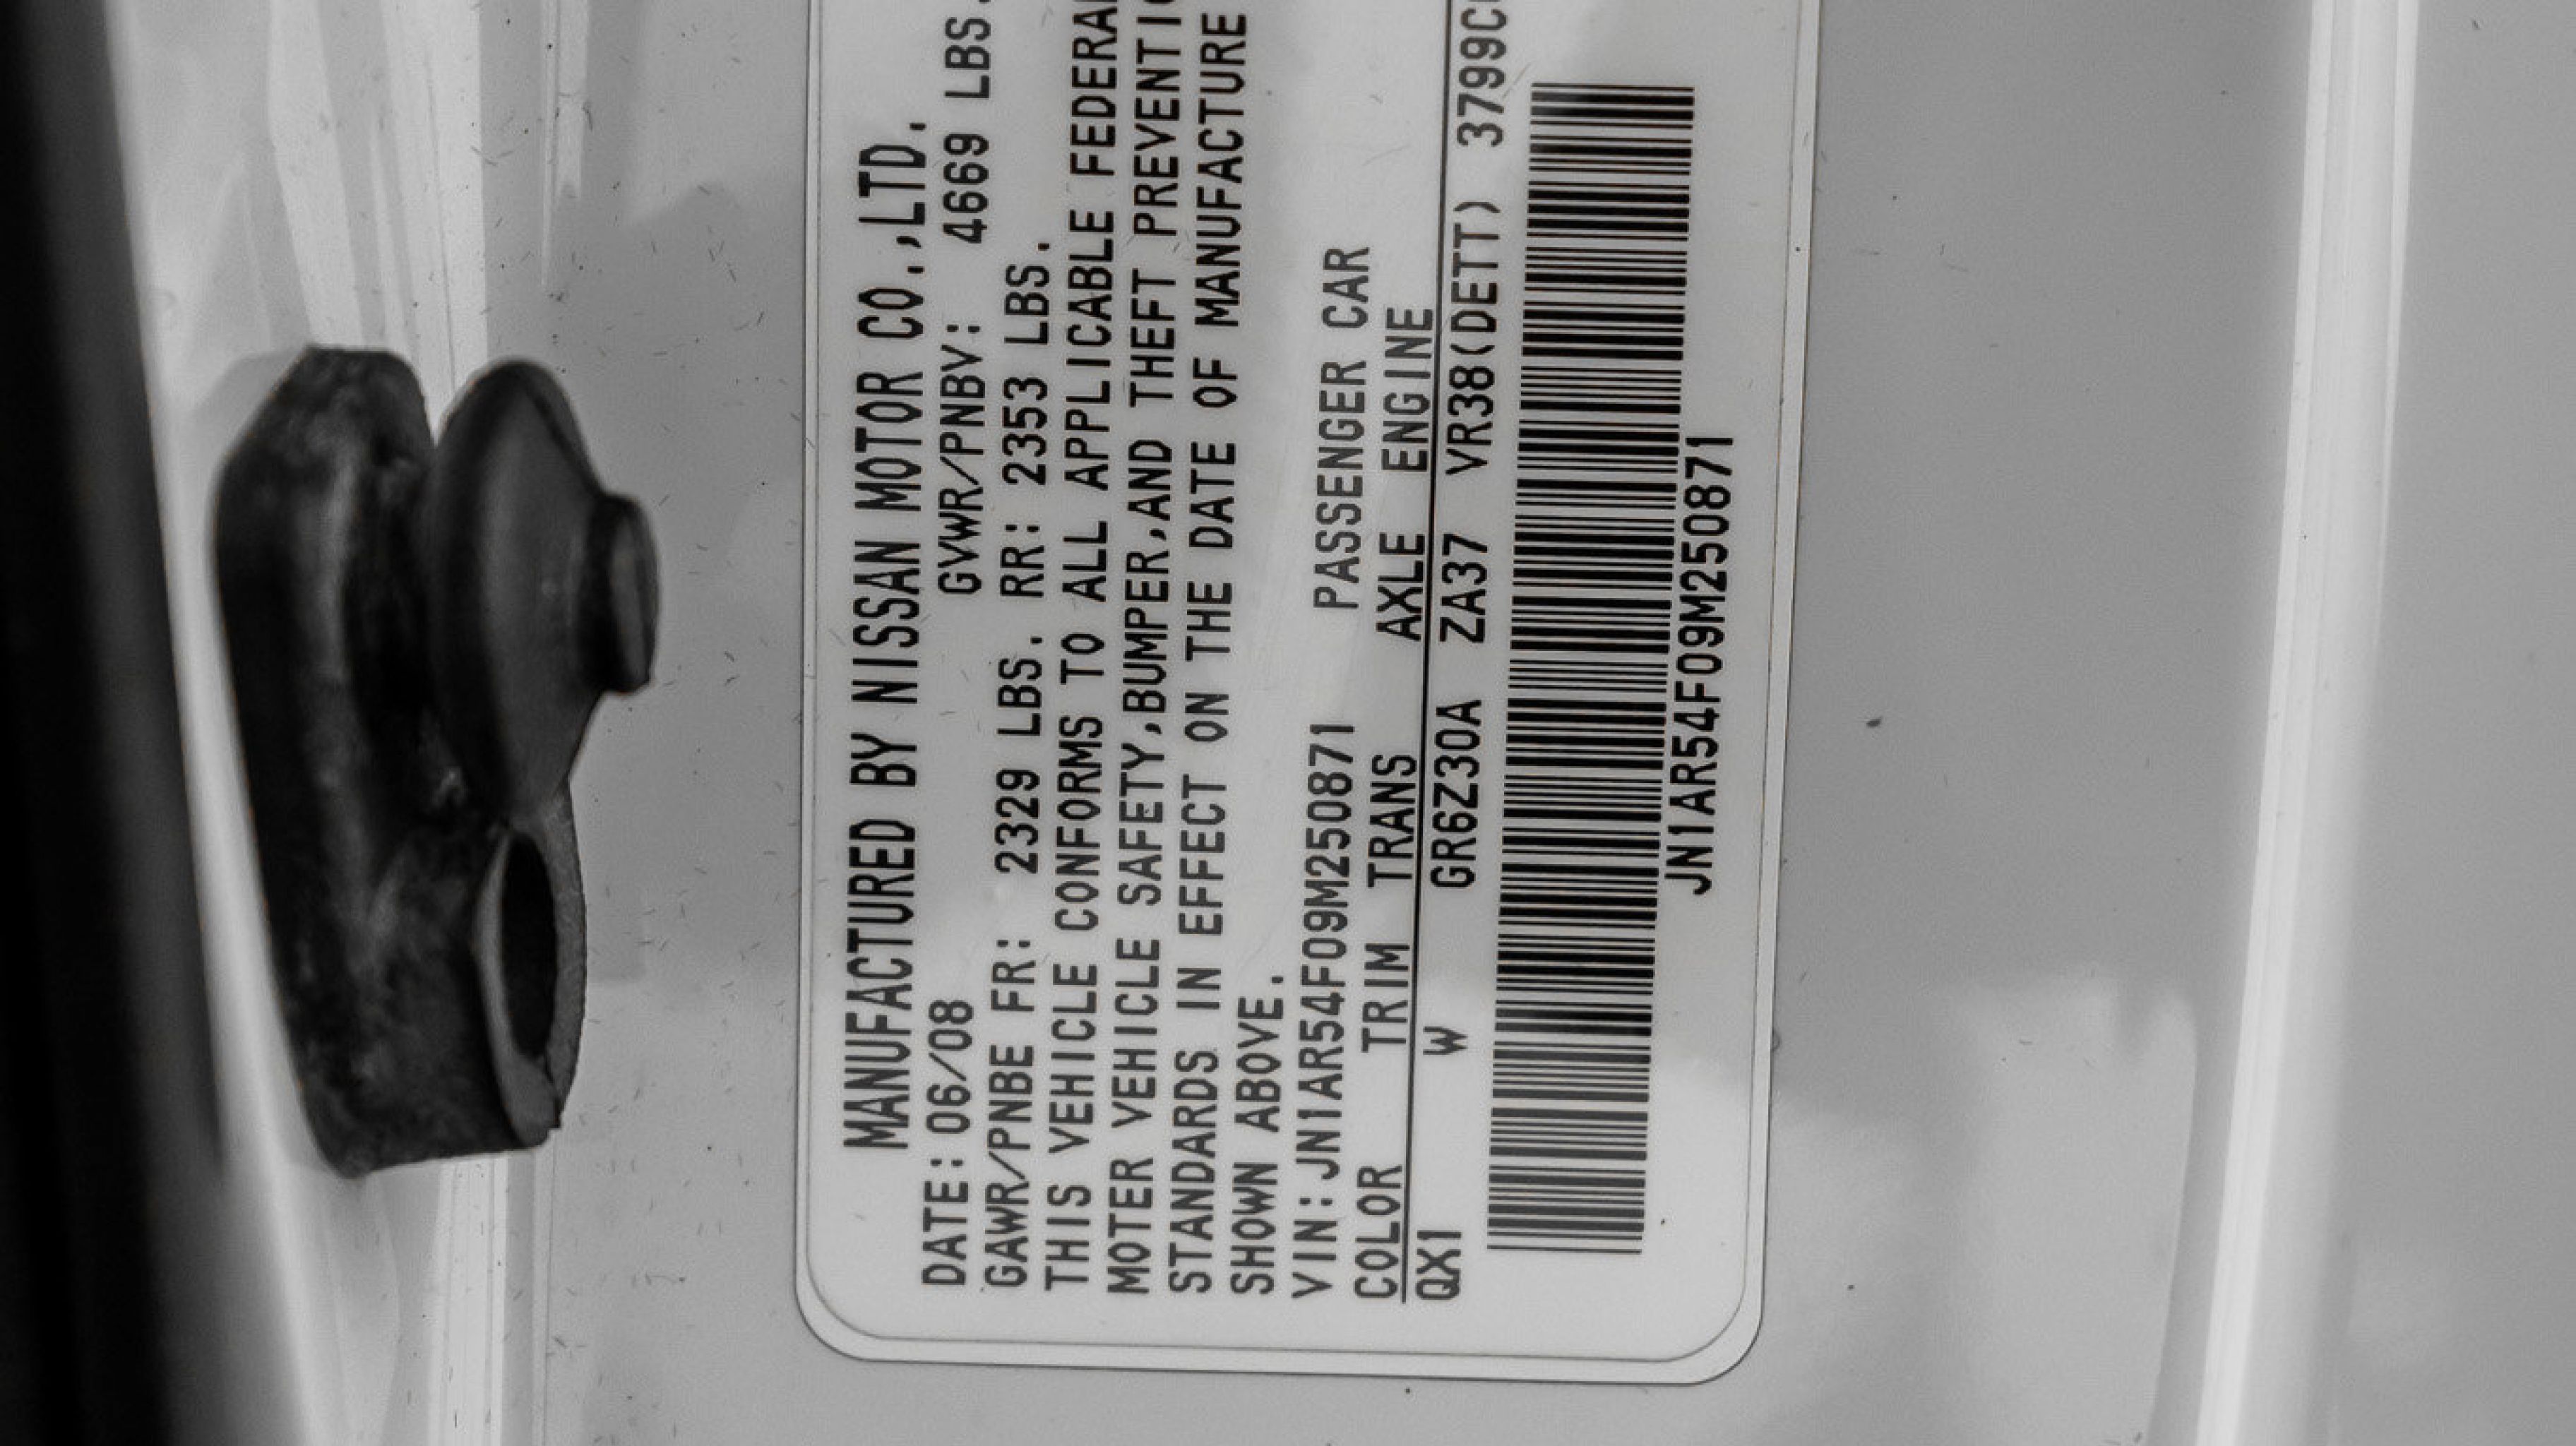 MANUFACTURED BY NISSAN MOTOR CO.,LTD.
DATE:06/08 GVWR/PNBV: 4669 LBS.
GAWR/PNBE FR: 2329 LBS. RR: 2353 LBS.
THIS VEHICLE CONFORMS TO ALL APPLICABLE
MOTER VEHICLE SAFETY,BUMPER,AND THEFT
STANDARDS IN EFFECT ON THE DATE OF MANUFACTURE
SHOWN ABOVE.
VIN:JN1AR54F09M250871 PASSENGER CAR
COLOR TRIM TRANS AXLE ENGINE
QX1 W GR6Z30A ZA37 VR38(DETT)
JN1AR54F09M250871